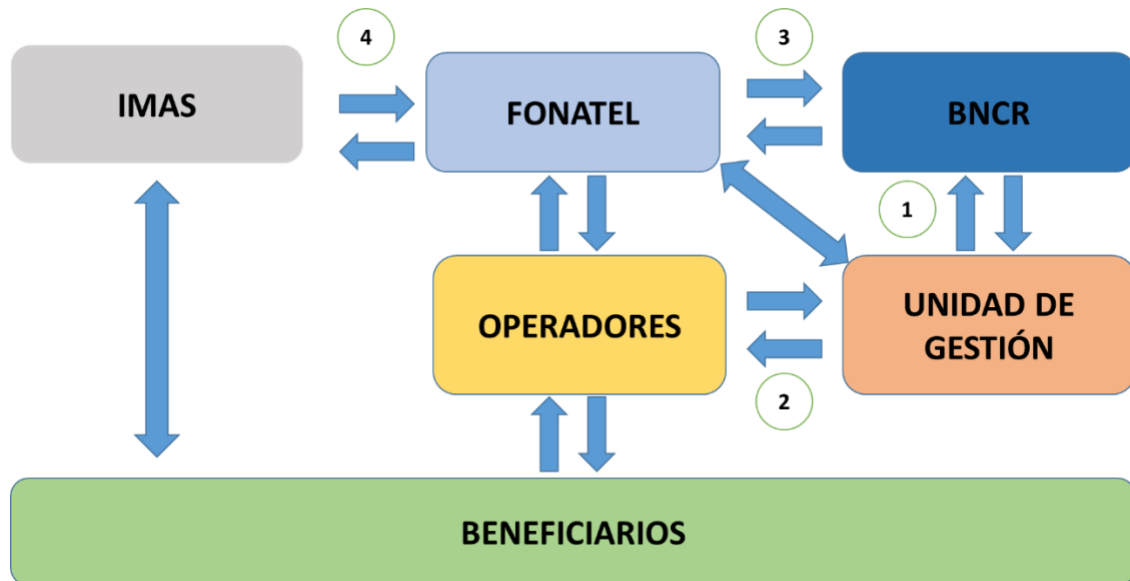 4
3
IMAS
FONATEL
BNCR
1
OPERADORES
UNIDAD DE
GESTIÓN
2
BENEFICIARIOS